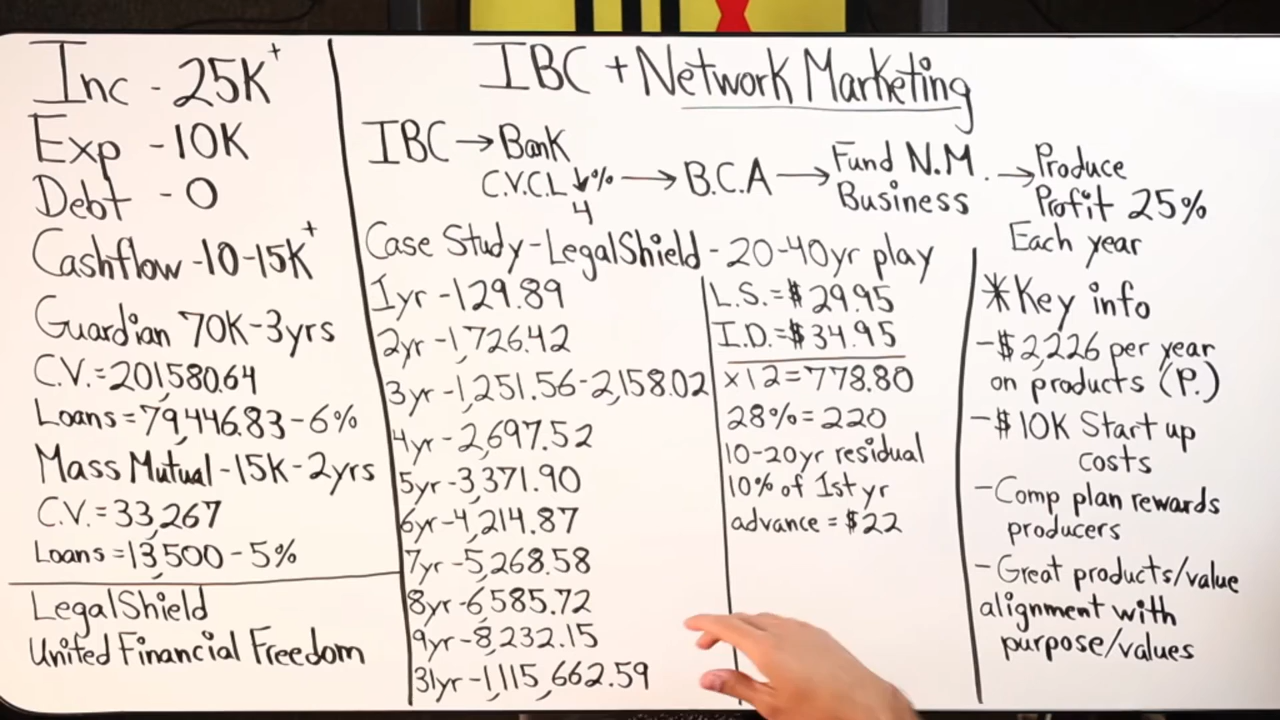 Inc - 25K+
Exp - 10K
Debt - 0
Cashflow - 10-15K+
Guardian 70K - 3yrs
C.V. = 201,580.64
Loans = 79,446.83 - 6%
Mass Mutual - 15K - 2yrs
C.V. = 33,267
Loans = 13,500 - 5%
LegalShield
United Financial Freedom
IBC + Network Marketing
IBC → Bank
C.V.C.L ↓% → B.C.A → Fund N.M. Business → Produce
4
Profit 25%
Each year
Case Study - LegalShield - 20-40yr play
1yr - 129.89
2yr - 1,726.42
3yr - 1,251.56 - 2,158.02
4yr - 2,697.52
5yr - 3,371.90
6yr - 4,214.87
7yr - 5,268.58
8yr - 6,585.72
9yr - 8,232.15
31yr - 1,115,662.59
L.S. = $29.95
I.D. = $34.95
x12 = 778.80
28% = 220
10-20yr residual
10% of 1st yr
advance = $22
*Key info
- $2,226 per year
on products (P.)
- $10K Start up
costs
- Comp plan rewards
producers
- Great products/value
alignment with
purpose/values